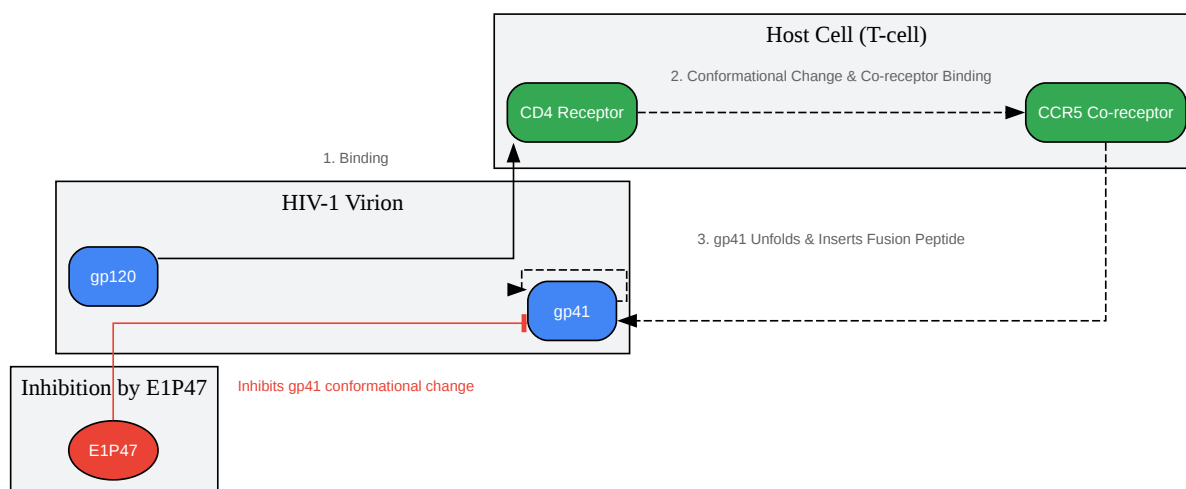 Host Cell (T-cell)
2. Conformational Change & Co-receptor Binding
CD4 Receptor
CCR5 Co-receptor
1. Binding
HIV-1 Virion
3. gp41 Unfolds & Inserts Fusion Peptide
gp120
gp41
Inhibition by E1P47
Inhibits gp41 conformational change
E1P47